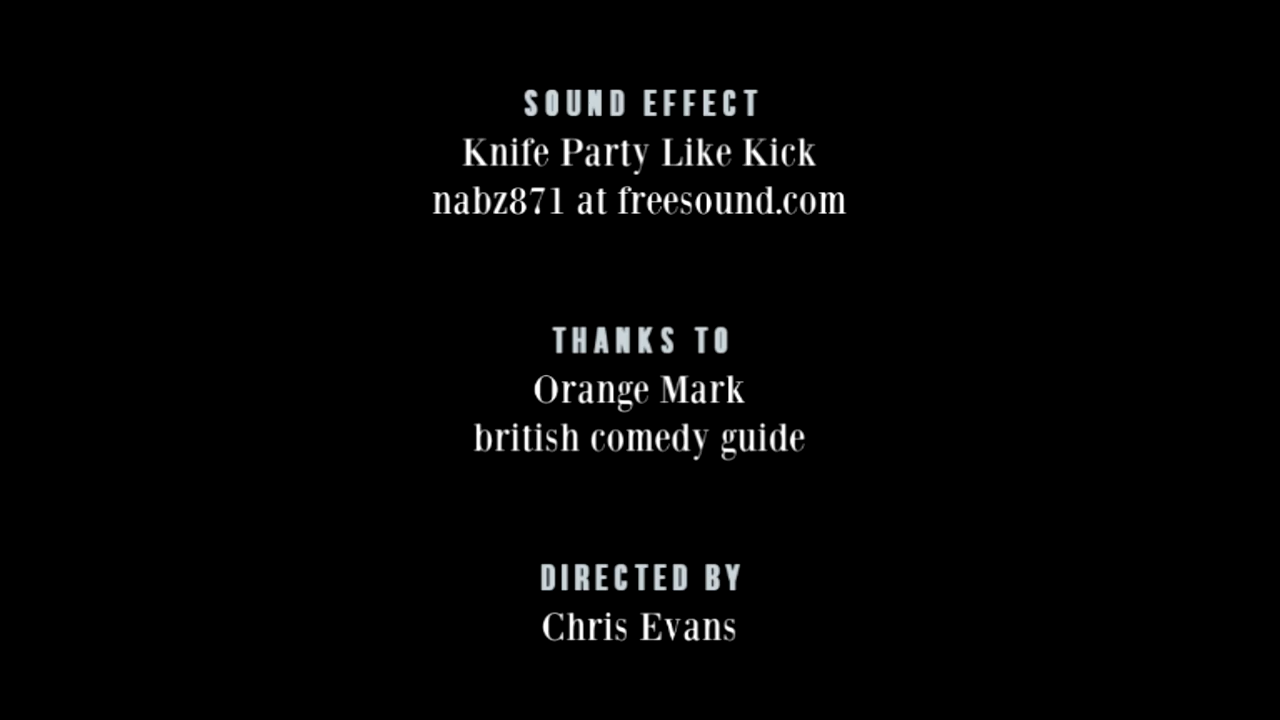 SOUND EFFECT
Knife Party Like Kick
nabz871 at freesound.com
THANKS TO
Orange Mark
british comedy guide
DIRECTED BY
Chris Evans